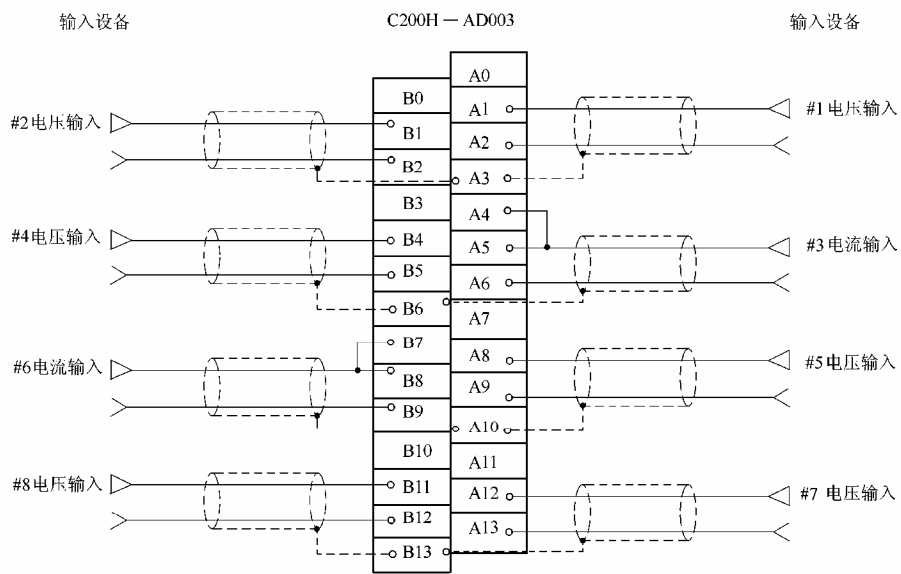 输入设备
C200H — AD003
输入设备
A0
B0
A1
#1电压输入
#2电压输入
B1
A2
B2
A3
B3
A4
#4电压输入
B4
A5
#3电流输入
B5
A6
B6
A7
B7
A8
#6电流输入
B8
#5电压输入
A9
B9
A10
B10
A11
#8电压输入
B11
A12
#7 电压输入
B12
A13
B13